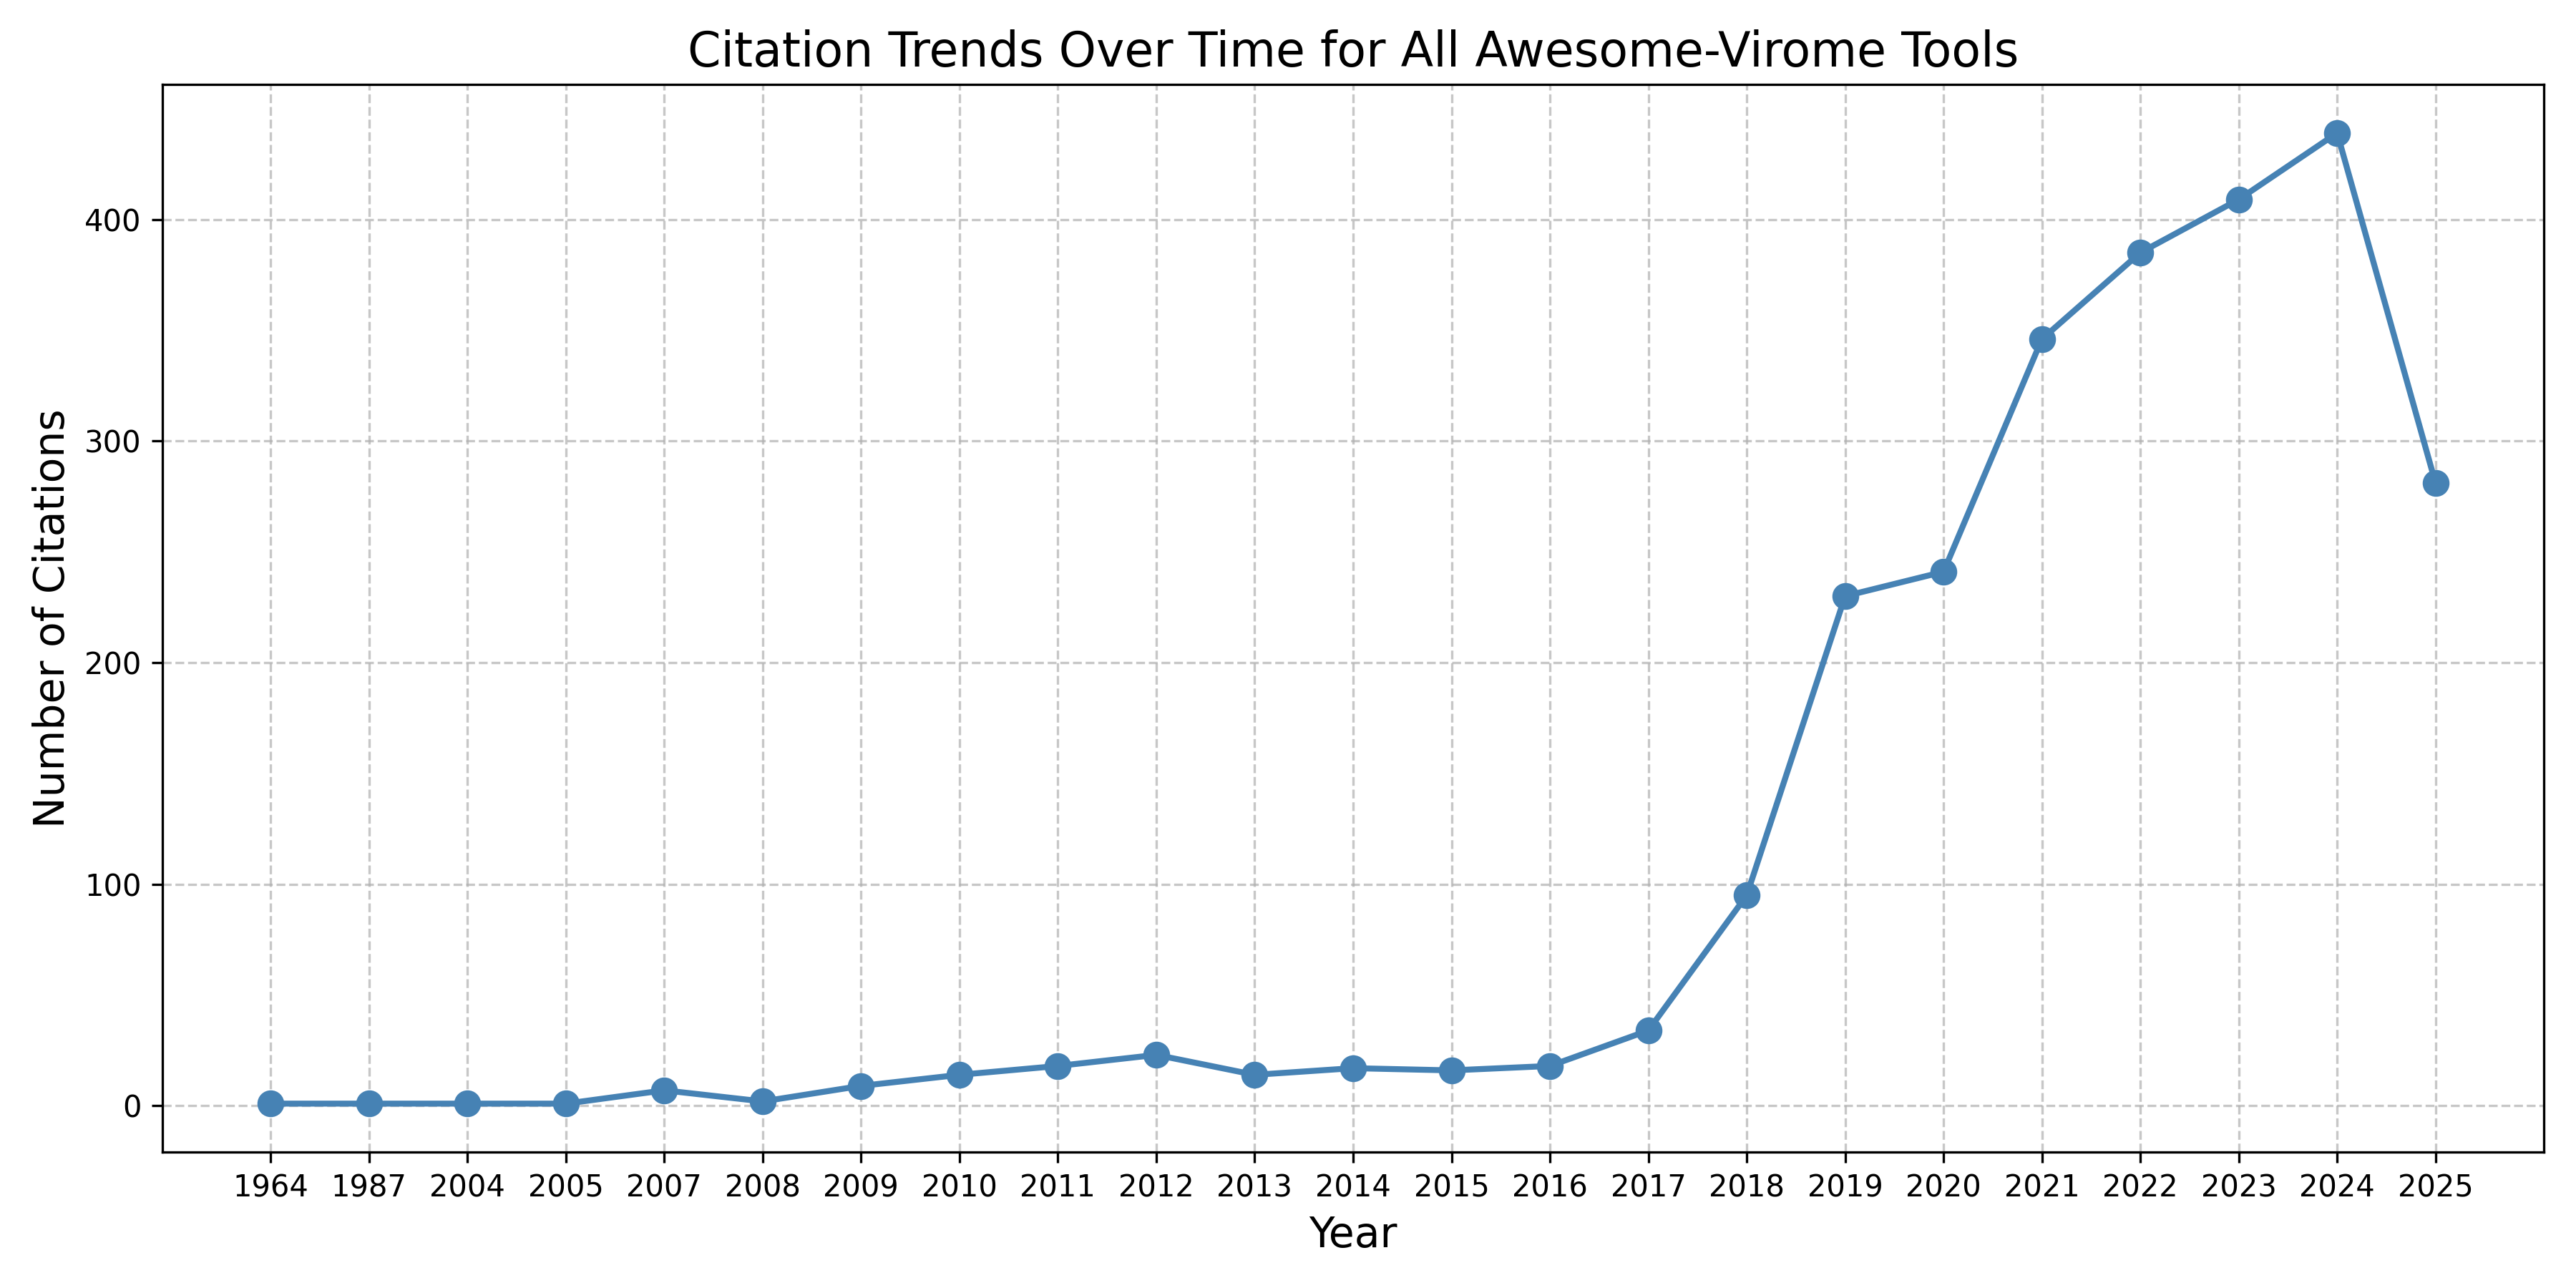 Citation Trends Over Time for All Awesome-Virome Tools
Number of Citations
400
300
200
100
0
1964 1987 2004 2005 2007 2008 2009 2010 2011 2012 2013 2014 2015 2016 2017 2018 2019 2020 2021 2022 2023 2024 2025
Year